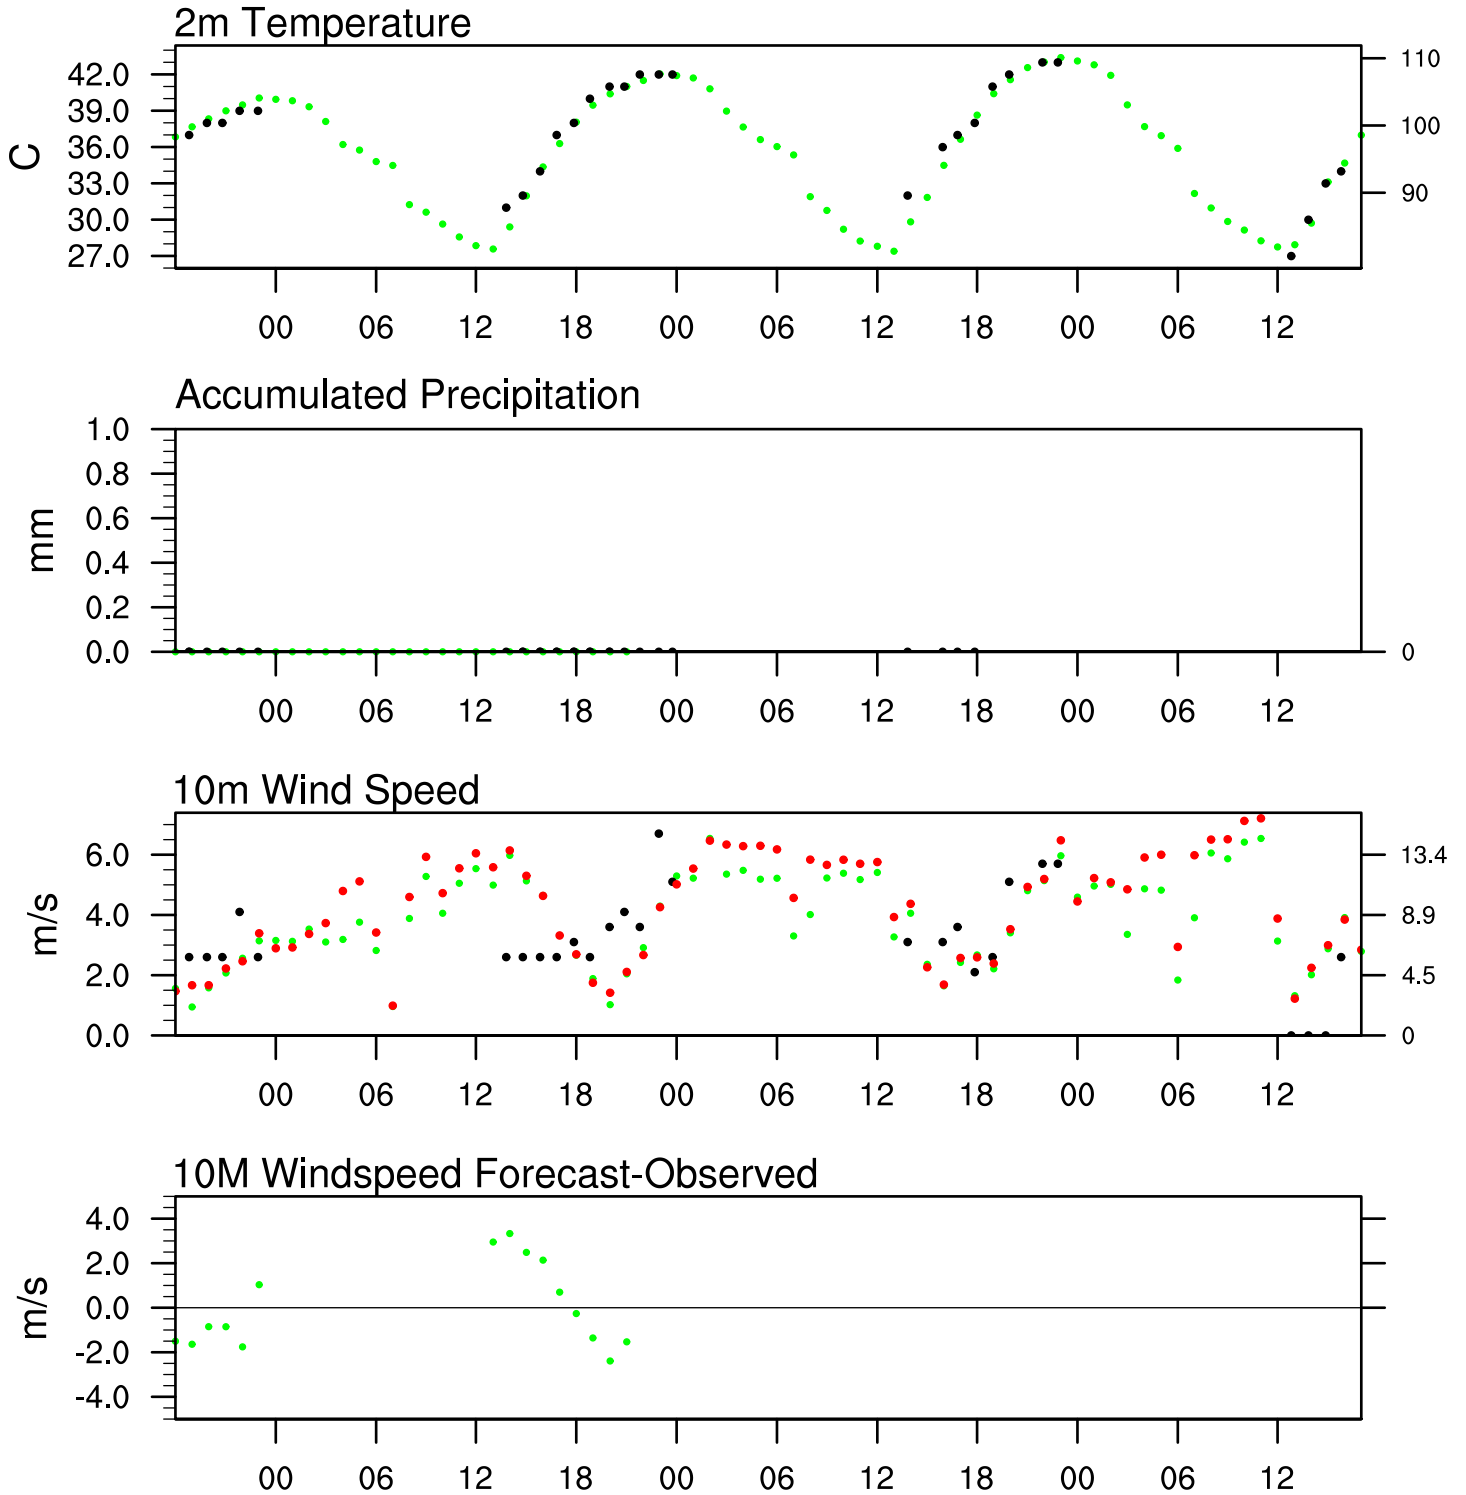 2m Temperature
42.0
39.0
36.0
33.0
30.0
27.0
C
110
100
90
00 06 12 18 00 06 12 18 00 06 12
Accumulated Precipitation
1.0
0.8
0.6
0.4
0.2
0.0
mm
0
00 06 12 18 00 06 12 18 00 06 12
10m Wind Speed
6.0
4.0
2.0
0.0
m/s
13.4
8.9
4.5
0
00 06 12 18 00 06 12 18 00 06 12
10M Windspeed Forecast-Observed
4.0
2.0
0.0
-2.0
-4.0
m/s
00 06 12 18 00 06 12 18 00 06 12